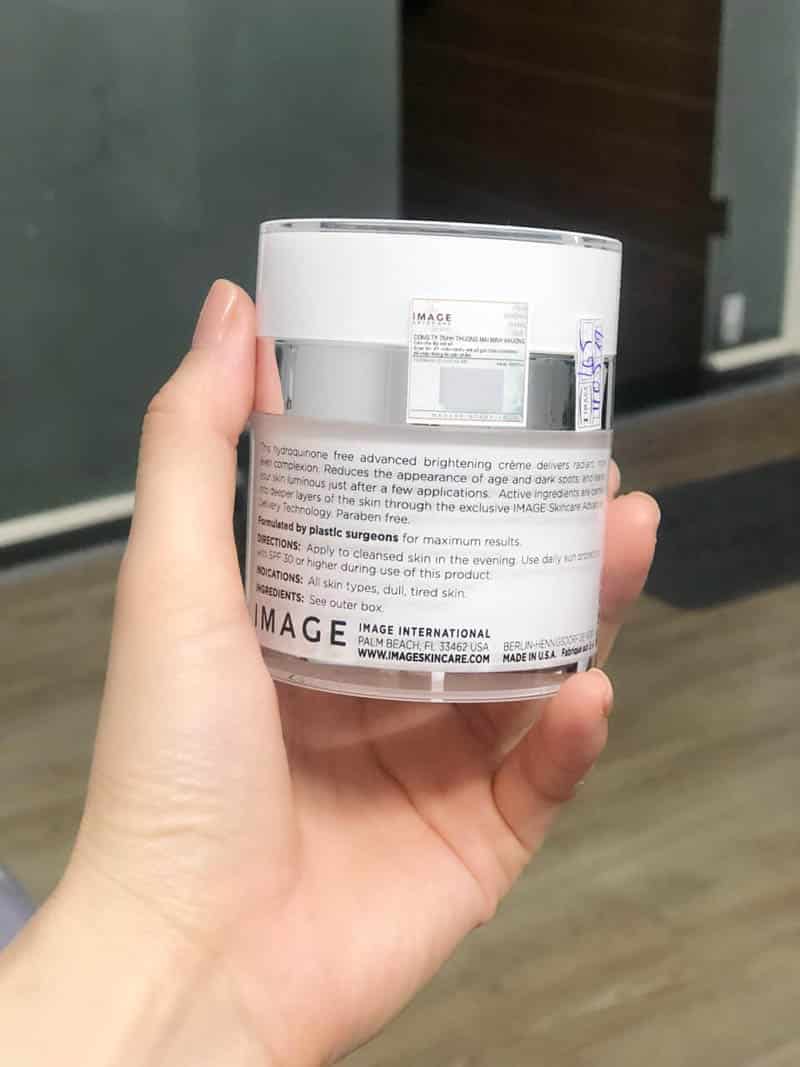 IMAGE
SKINCARE
CÔNG TY TNHH THƯƠNG MẠI BÌNH KHƯƠNG
This hydroquinone free advanced brightening crème delivers radiant,
even complexion. Reduces the appearance of age and dark spots, and
your skin luminous just after a few applications. Active ingredients are
into deeper layers of the skin through the exclusive IMAGE Skincare
Delivery Technology. Paraben free.
Formulated by plastic surgeons for maximum results.
DIRECTIONS: Apply to cleansed skin in the evening. Use daily sun
with SPF 30 or higher during use of this product.
INDICATIONS: All skin types, dull, tired skin.
INGREDIENTS: See outer box.
IMAGE
IMAGE INTERNATIONAL
PALM BEACH, FL 33462 USA
WWW.IMAGESKINCARE.COM
BERLIN-HENNIGSDORF
MADE IN U.S.A. Fabriqué aux